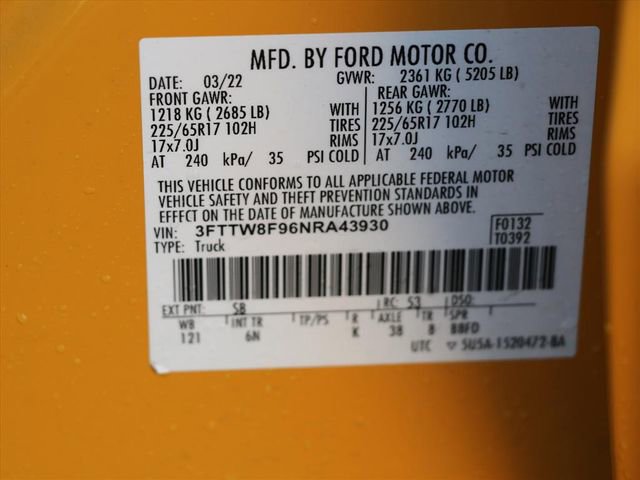 MFD. BY FORD MOTOR CO.
DATE: 03/22 GVWR: 2361 KG ( 5205 LB)
FRONT GAWR: REAR GAWR:
1218 KG ( 2685 LB) WITH 1256 KG ( 2770 LB) WITH
225/65R17 102H TIRES 225/65R17 102H TIRES
17x7.0J RIMS 17x7.0J RIMS
AT 240 kPa/ 35 PSI COLD AT 240 kPa/ 35 PSI COLD
THIS VEHICLE CONFORMS TO ALL APPLICABLE FEDERAL MOTOR
VEHICLE SAFETY AND THEFT PREVENTION STANDARDS IN
EFFECT ON THE DATE OF MANUFACTURE SHOWN ABOVE.
VIN: 3FTTW8F96NRA43930 F0132
TYPE: Truck T0392
EXT PNT: SB RC: 53 DSO:
WB INT TR TP/PS R AXLE TR SPR
121 6N K 38 8 BBFD
UTC 5U5A-1520472-BA